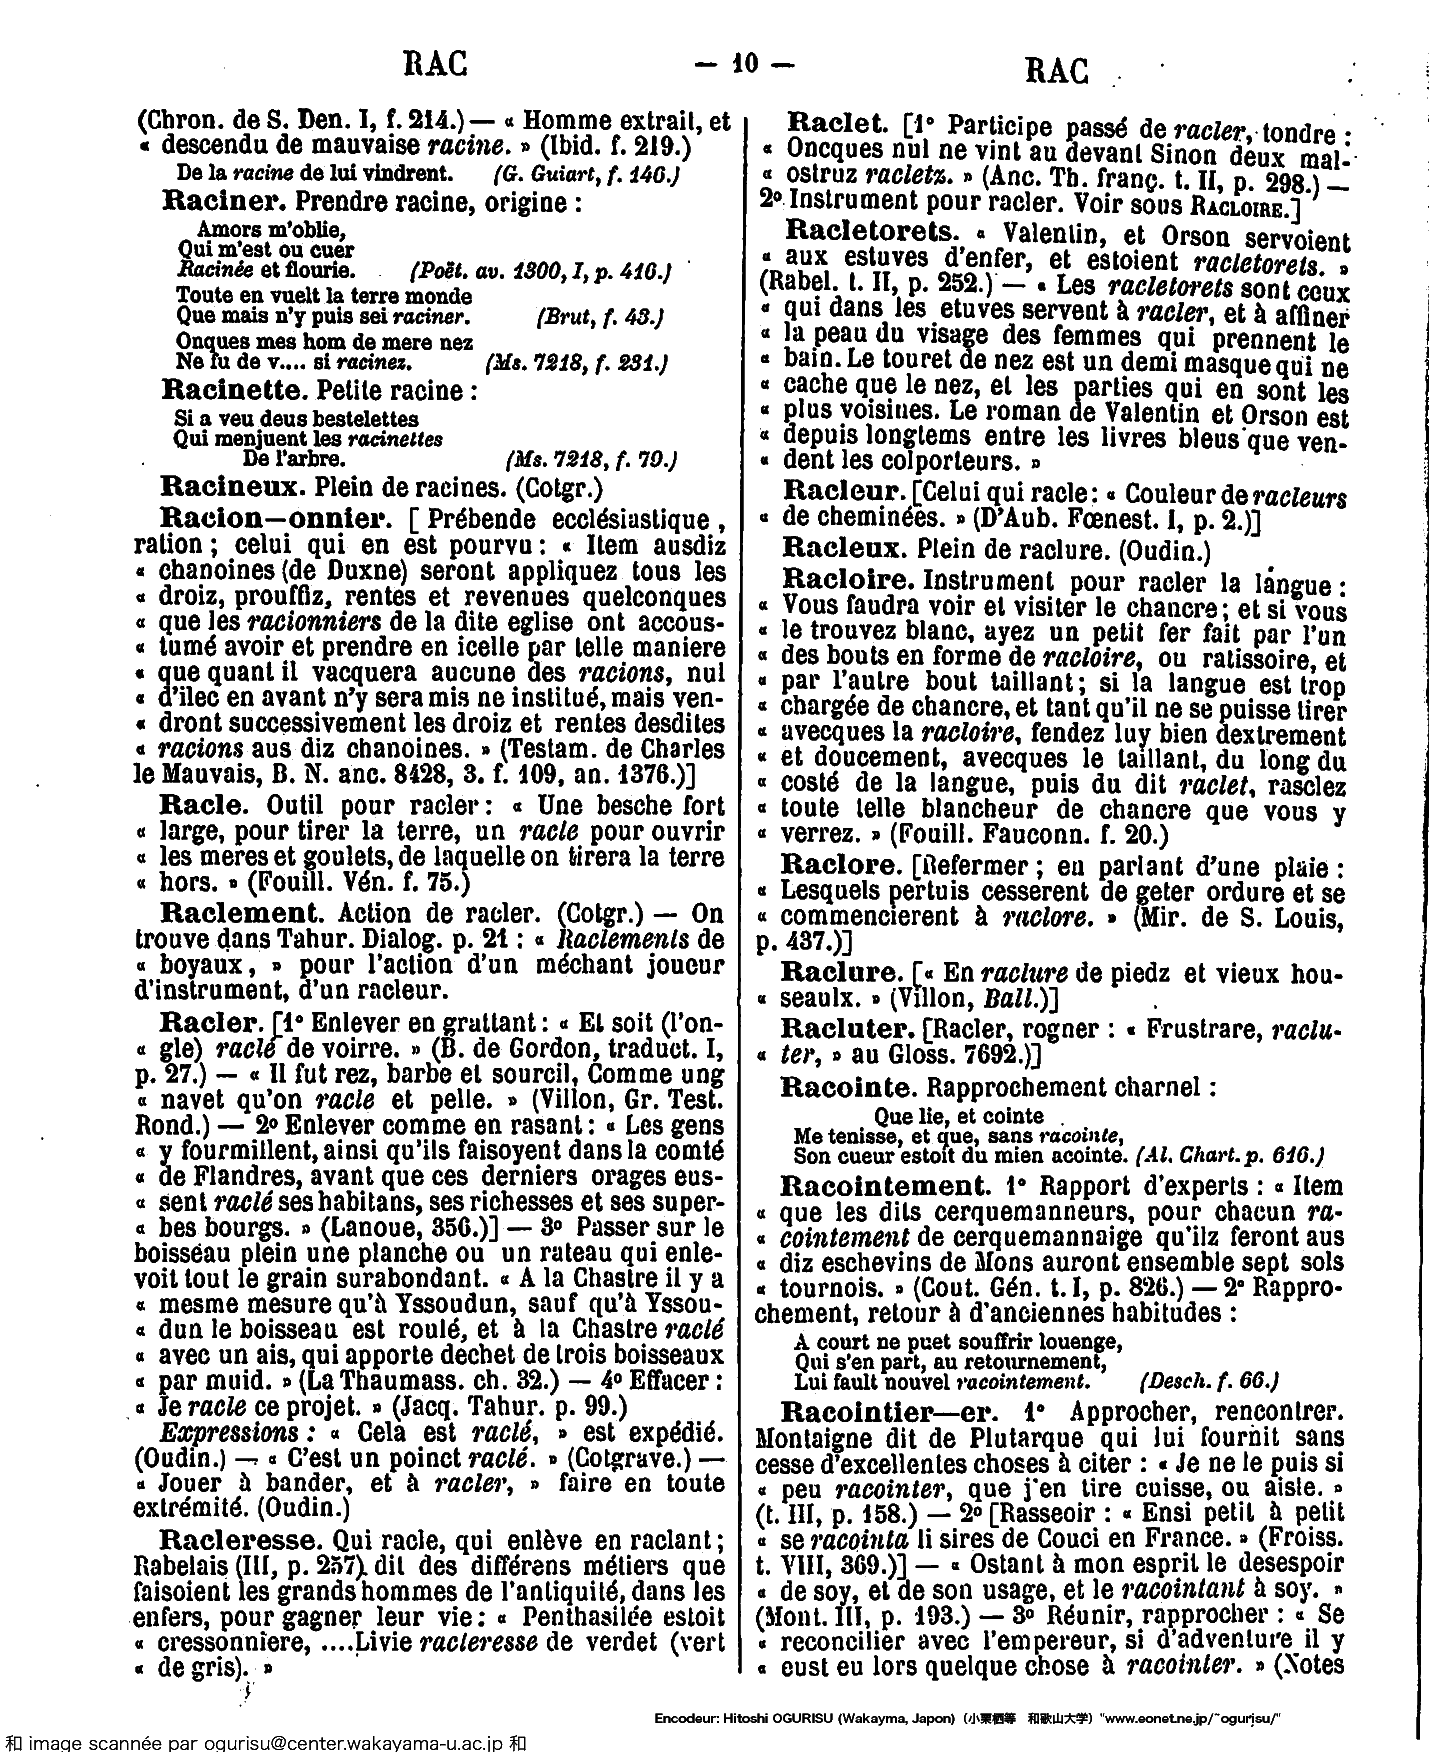 RAC — 10 — RAC
(Chron. de S. Den. I, f. 214.) — « Homme extrait, et
« descendu de mauvaise racine. » (Ibid. f. 219.)
De la racine de lui vindrent. (G. Guiart, f. 146.)
Raciner. Prendre racine, origine :
Amors m'oblie,
Qui m'est ou cuer
Racinée et flourie. (Poët. av. 1300, I, p. 416.)
Toute en vuelt la terre monde
Que mais n'y puis sei raciner. (Brut, f. 43.)
Onques mes hom de mere nez
Ne fu de v.... si racinez. (Ms. 7218, f. 231.)
Racinette. Petite racine :
Si a veu deus bestelettes
Qui menjuent les racinettes
De l'arbre. (Ms. 7218, f. 79.)
Racineux. Plein de racines. (Cotgr.)
Racion—onnier. [Prébende ecclésiastique,
ration ; celui qui en est pourvu : « Item ausdiz
« chanoines (de Duxne) seront appliquez tous les
« droiz, prouffiz, rentes et revenues quelconques
« que les racionniers de la dite eglise ont accous-
« tumé avoir et prendre en icelle par telle maniere
« que quant il vacquera aucune des racions, nul
« d'ilec en avant n'y sera mis ne institué, mais ven-
« dront successivement les droiz et rentes desdites
« racions aus diz chanoines. » (Testam. de Charles
le Mauvais, B. N. anc. 8428, 3. f. 109, an. 1376.)]
Racle. Outil pour racler : « Une besche fort
« large, pour tirer la terre, un racle pour ouvrir
« les meres et goulets, de laquelle on tirera la terre
« hors. » (Fouill. Vén. f. 75.)
Raclement. Action de racler. (Cotgr.) — On
trouve dans Tahur. Dialog. p. 21 : « Raclements de
« boyaux, » pour l'action d'un méchant joueur
d'instrument, d'un racleur.
Racler. [1° Enlever en grattant : « Et soit (l'on-
« gle) raclé de voirre. » (B. de Gordon, traduct. I,
p. 27.) — « Il fut rez, barbe et sourcil, Comme ung
« navet qu'on racle et pelle. » (Villon, Gr. Test.
Rond.) — 2° Enlever comme en rasant : « Les gens
« y fourmillent, ainsi qu'ils faisoyent dans la comté
« de Flandres, avant que ces derniers orages eus-
« sent raclé ses habitans, ses richesses et ses super-
« bes bourgs. » (Lanoue, 356.)] — 3° Passer sur le
boisseau plein une planche ou un rateau qui enle-
voit tout le grain surabondant. « A la Chastre il y a
« mesme mesure qu'à Yssoudun, sauf qu'à Yssou-
« dun le boisseau est roulé, et à la Chastre raclé
« avec un ais, qui apporte dechet de trois boisseaux
« par muid. » (La Thaumass. ch. 32.) — 4° Effacer :
« Je racle ce projet. » (Jacq. Tahur. p. 99.)
Expressions : « Cela est raclé, » est expédié.
(Oudin.) — « C'est un poinct raclé. » (Cotgrave.) —
« Jouer à bander, et à racler, » faire en toute
extrémité. (Oudin.)
Racleresse. Qui racle, qui enlève en raclant ;
Rabelais (III, p. 257) dit des différens métiers que
faisoient les grands hommes de l'antiquité, dans les
enfers, pour gagner leur vie : « Penthasilée estoit
« cressonniere, ....Livie racleresse de verdet (vert
« de gris). »
Raclet. [1° Participe passé de racler, tondre :
« Oncques nul ne vint au devant Sinon deux mal-
« ostruz racletz. » (Anc. Th. franç. t. II, p. 298.) —
2° Instrument pour racler. Voir sous RACLOIRE.]
Racletorets. « Valentin, et Orson servoient
« aux estuves d'enfer, et estoient racletorets. »
(Rabel. t. II, p. 252.) — « Les racletorets sont ceux
« qui dans les etuves servent à racler, et à affiner
« la peau du visage des femmes qui prennent le
« bain. Le touret de nez est un demi masque qui ne
« cache que le nez, et les parties qui en sont les
« plus voisines. Le roman de Valentin et Orson est
« depuis longtems entre les livres bleus que ven-
« dent les colporteurs. »
Racleur. [Celui qui racle : « Couleur de racleurs
« de cheminées. » (D'Aub. Fœnest. I, p. 2.)]
Racleux. Plein de raclure. (Oudin.)
Racloire. Instrument pour racler la langue :
« Vous faudra voir et visiter le chancre ; et si vous
« le trouvez blanc, ayez un petit fer fait par l'un
« des bouts en forme de racloire, ou ratissoire, et
« par l'autre bout taillant ; si la langue est trop
« chargée de chancre, et tant qu'il ne se puisse tirer
« avecques la racloire, fendez luy bien dextrement
« et doucement, avecques le taillant, du long du
« costé de la langue, puis du dit raclet, rasclez
« toute telle blancheur de chancre que vous y
« verrez. » (Fouill. Fauconn. f. 20.)
Raclore. [Refermer ; en parlant d'une plaie :
« Lesquels pertuis cesserent de geter ordure et se
« commencierent à raclore. » (Mir. de S. Louis,
p. 437.)]
Raclure. [« En raclure de piedz et vieux hou-
« seaulx. » (Villon, Ball.)]
Racluter. [Racler, rogner : « Frustrare, raclu-
« ter, » au Gloss. 7692.)]
Racointe. Rapprochement charnel :
Que lie, et cointe
Me tenisse, et que, sans racointe,
Son cueur estoit du mien acointe. (Al. Chart. p. 616.)
Racointement. 1° Rapport d'experts : « Item
« que les dits cerquemanneurs, pour chacun ra-
« cointement de cerquemannaige qu'ilz feront aus
« diz eschevins de Mons auront ensemble sept sols
« tournois. » (Cout. Gén. t. I, p. 826.) — 2° Rappro-
chement, retour à d'anciennes habitudes :
A court ne puet souffrir louenge,
Qui s'en part, au retournement,
Lui fault nouvel racointement. (Desch. f. 66.)
Racointier—er. 1° Approcher, rencontrer.
Montaigne dit de Plutarque qui lui fournit sans
cesse d'excellentes choses à citer : « Je ne le puis si
« peu racointer, que j'en tire cuisse, ou aisle. »
(t. III, p. 158.) — 2° [Rasseoir : « Ensi petit à petit
« se racointa li sires de Couci en France. » (Froiss.
t. VIII, 369.)] — « Ostant à mon esprit le desespoir
« de soy, et de son usage, et le racointant à soy. »
(Mont. III, p. 193.) — 3° Réunir, rapprocher : « Se
« reconcilier avec l'empereur, si d'adventure il y
« eust eu lors quelque chose à racointer. » (Notes
Encodeur: Hitoshi OGURISU (Wakayma, Japon) (小栗栖等 和歌山大学) "www.eonet.ne.jp/~ogurisu/"
和 image scannée par ogurisu@center.wakayama-u.ac.jp 和